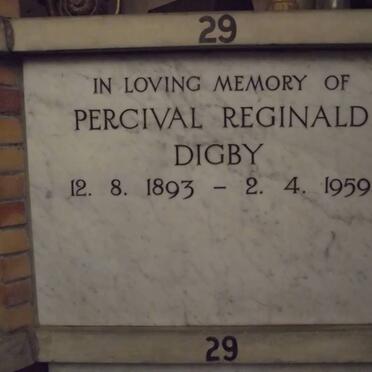 29
IN LOVING MEMORY OF
PERCIVAL REGINALD
DIGBY
12. 8. 1893 – 2. 4. 1959
29